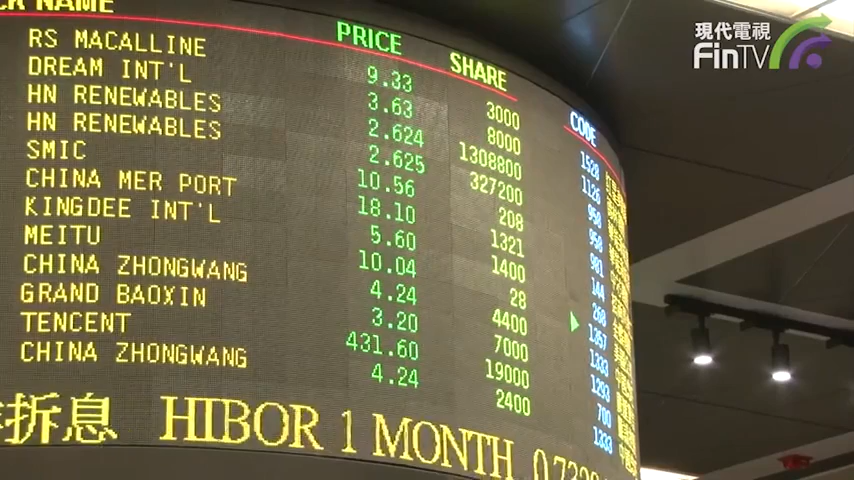 現代電視
FinTV
CK NAME PRICE SHARE CODE
RS MACALLINE 9.33 3000 1528
DREAM INT'L 3.63 8000 1126
HN RENEWABLES 2.624 1308800 958
HN RENEWABLES 2.625 327200 958
SMIC 10.56 208 981
CHINA MER PORT 18.10 1321 144
KINGDEE INT'L 5.60 1400 268
MEITU 10.04 28 1357
CHINA ZHONGWANG 4.24 4400 1333
GRAND BAOXIN 3.20 7000 1293
TENCENT 431.60 19000 700
CHINA ZHONGWANG 4.24 2400 1333
拆息 HIBOR 1 MONTH